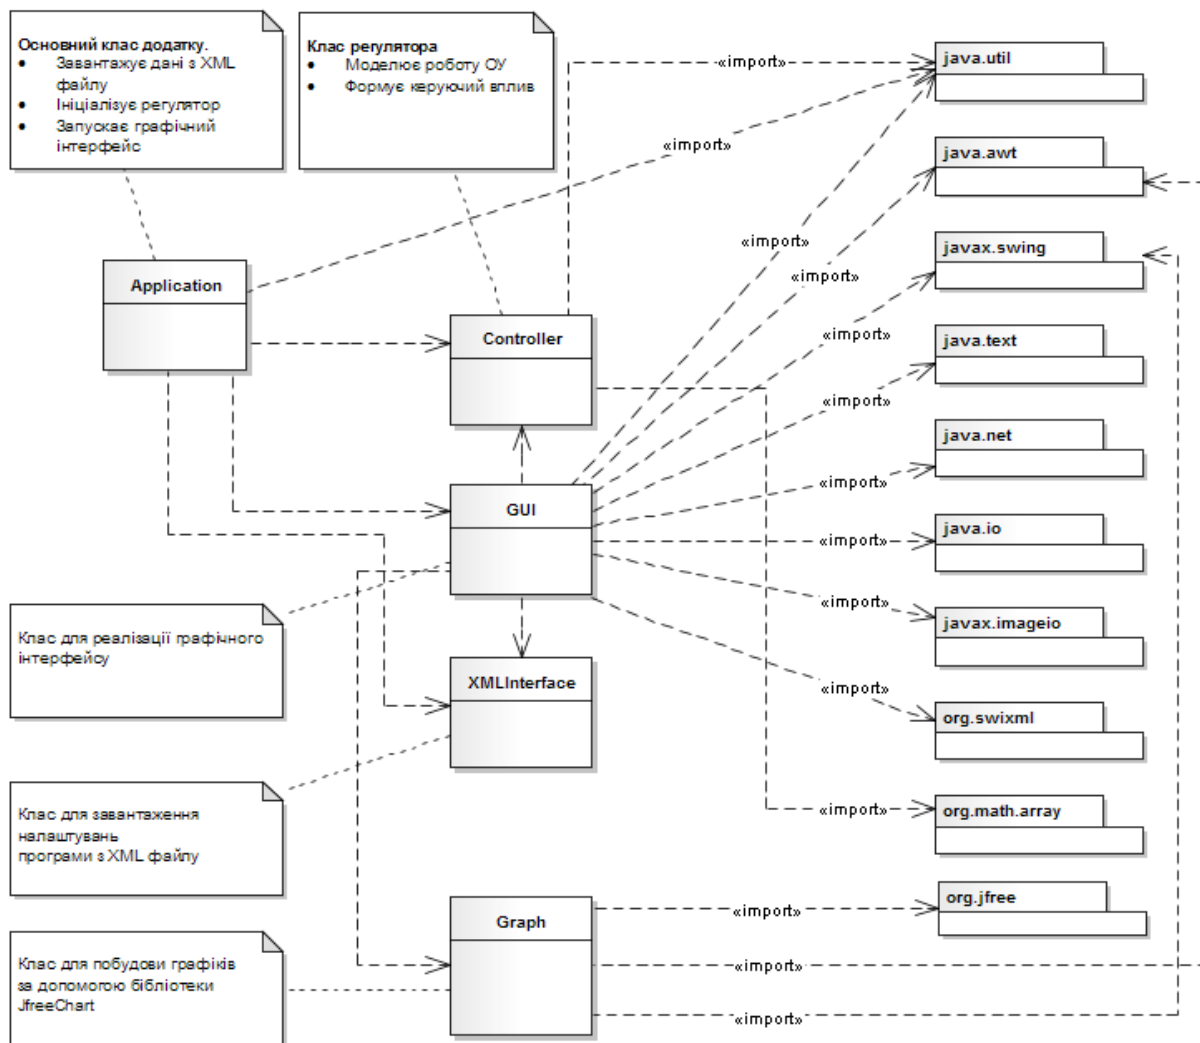 Основний клас додатку.
• Завантажує дані з XML
файлу
• Ініціалізує регулятор
• Запускає графічний
інтерфейс
Клас регулятора
• Моделює роботу ОУ
• Формує керуючий вплив
«import»
java.util
«import»
java.awt
«import»
javax.swing
«import»
Application
«import»
Controller
java.text
«import»
java.net
«import»
GUI
java.io
«import»
«import»
javax.imageio
Клас для реалізації графічного
інтерфейсу
XMLInterface
«import»
org.swixml
Клас для завантаження
налаштувань
програми з XML файлу
«import»
org.math.array
Graph
«import»
org.jfree
Клас для побудови графіків
за допомогою бібліотеки
JfreeChart
«import»
«import»